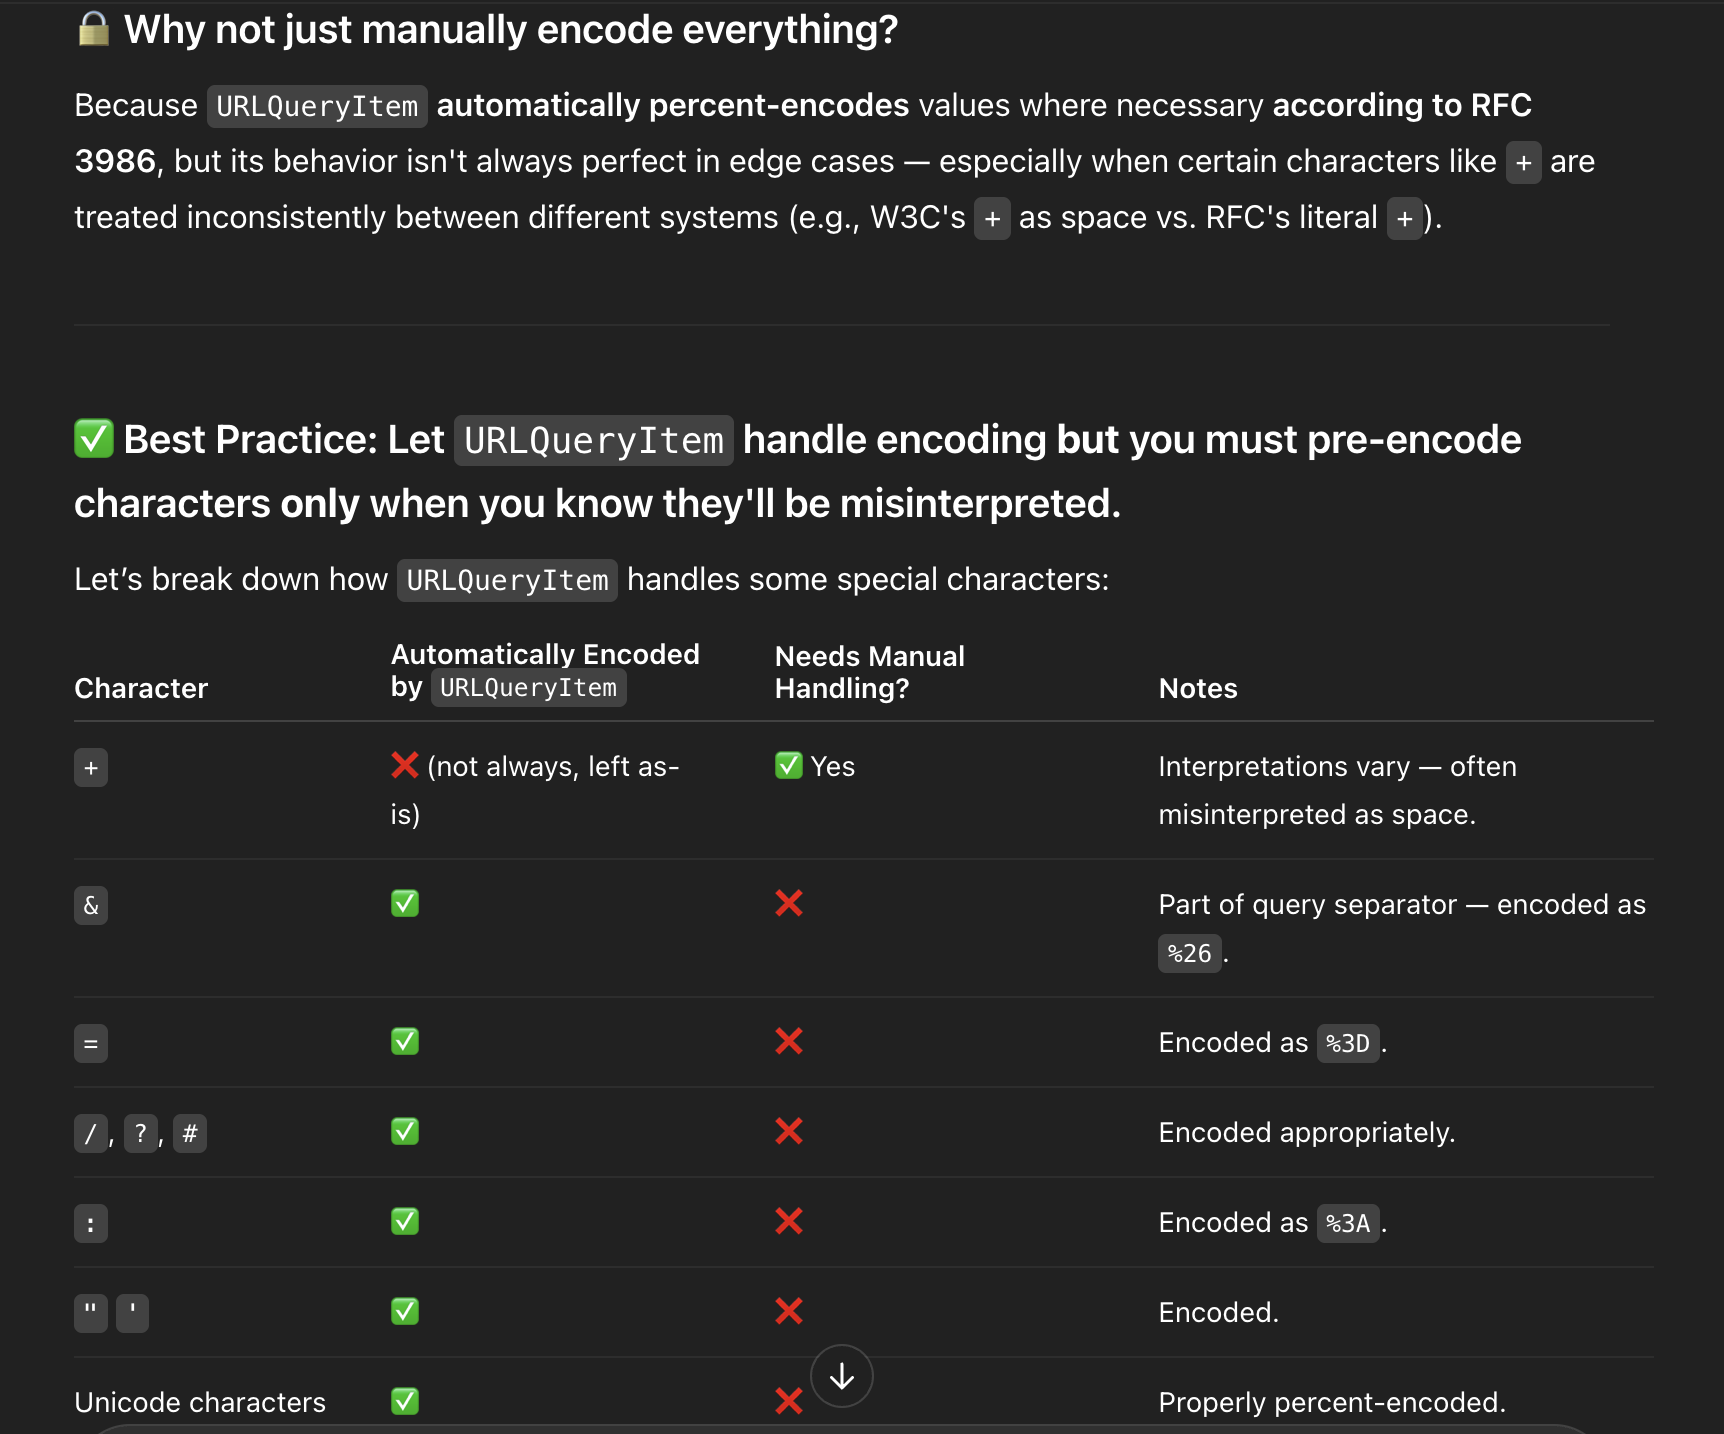 🔒 Why not just manually encode everything?
Because URLQueryItem automatically percent-encodes values where necessary according to RFC
3986, but its behavior isn't always perfect in edge cases — especially when certain characters like + are
treated inconsistently between different systems (e.g., W3C's + as space vs. RFC's literal +).
✅ Best Practice: Let URLQueryItem handle encoding but you must pre-encode
characters only when you know they'll be misinterpreted.
Let’s break down how URLQueryItem handles some special characters:
Character
Automatically Encoded
by URLQueryItem
Needs Manual
Handling?
Notes
+
❌ (not always, left as-
is)
✅ Yes
Interpretations vary — often
misinterpreted as space.
&
✅
❌
Part of query separator — encoded as
%26.
=
✅
❌
Encoded as %3D.
/, ?, #
✅
❌
Encoded appropriately.
:
✅
❌
Encoded as %3A.
" '
✅
❌
Encoded.
Unicode characters
✅
❌
Properly percent-encoded.